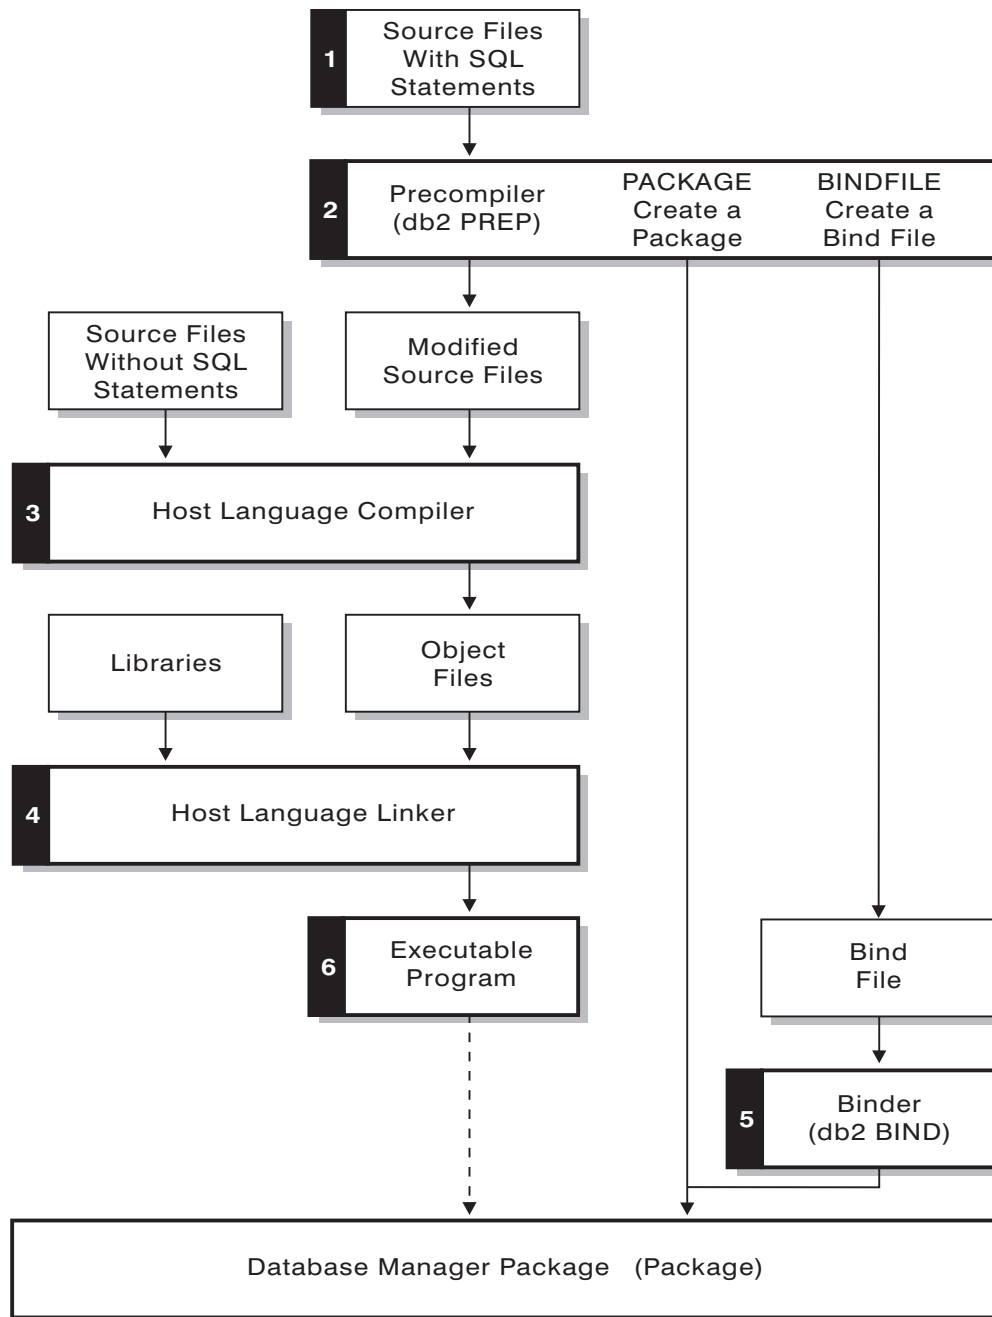 1
Source Files
With SQL
Statements
2
Precompiler
(db2 PREP)
PACKAGE
Create a
Package
BINDFILE
Create a
Bind File
Source Files
Without SQL
Statements
Modified
Source Files
3
Host Language Compiler
Libraries
Object
Files
4
Host Language Linker
6
Executable
Program
Bind
File
5
Binder
(db2 BIND)
Database Manager Package (Package)